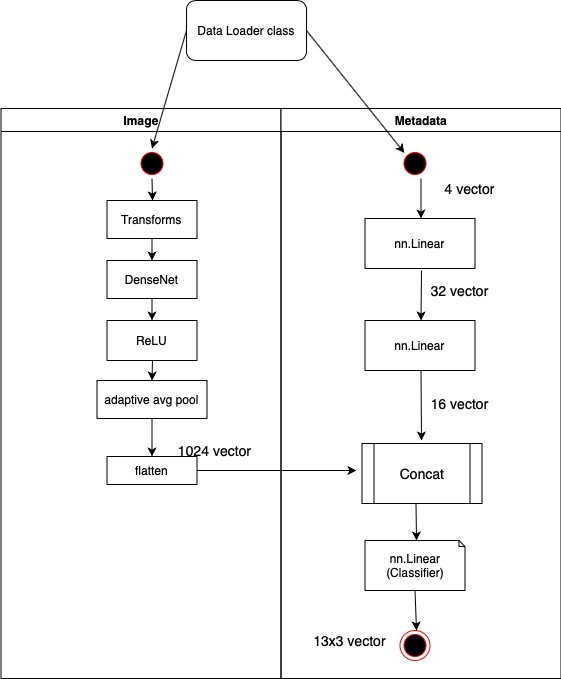 Data Loader class
Image
Metadata
4 vector
Transforms
nn.Linear
DenseNet
32 vector
ReLU
nn.Linear
adaptive avg pool
16 vector
1024 vector
flatten
Concat
nn.Linear
(Classifier)
13x3 vector